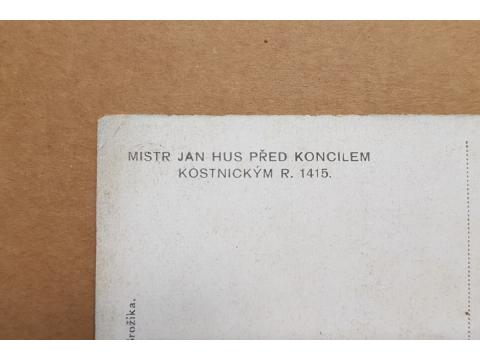 MISTR JAN HUS PŘED KONCILEM
KOSTNICKÝM R. 1415.